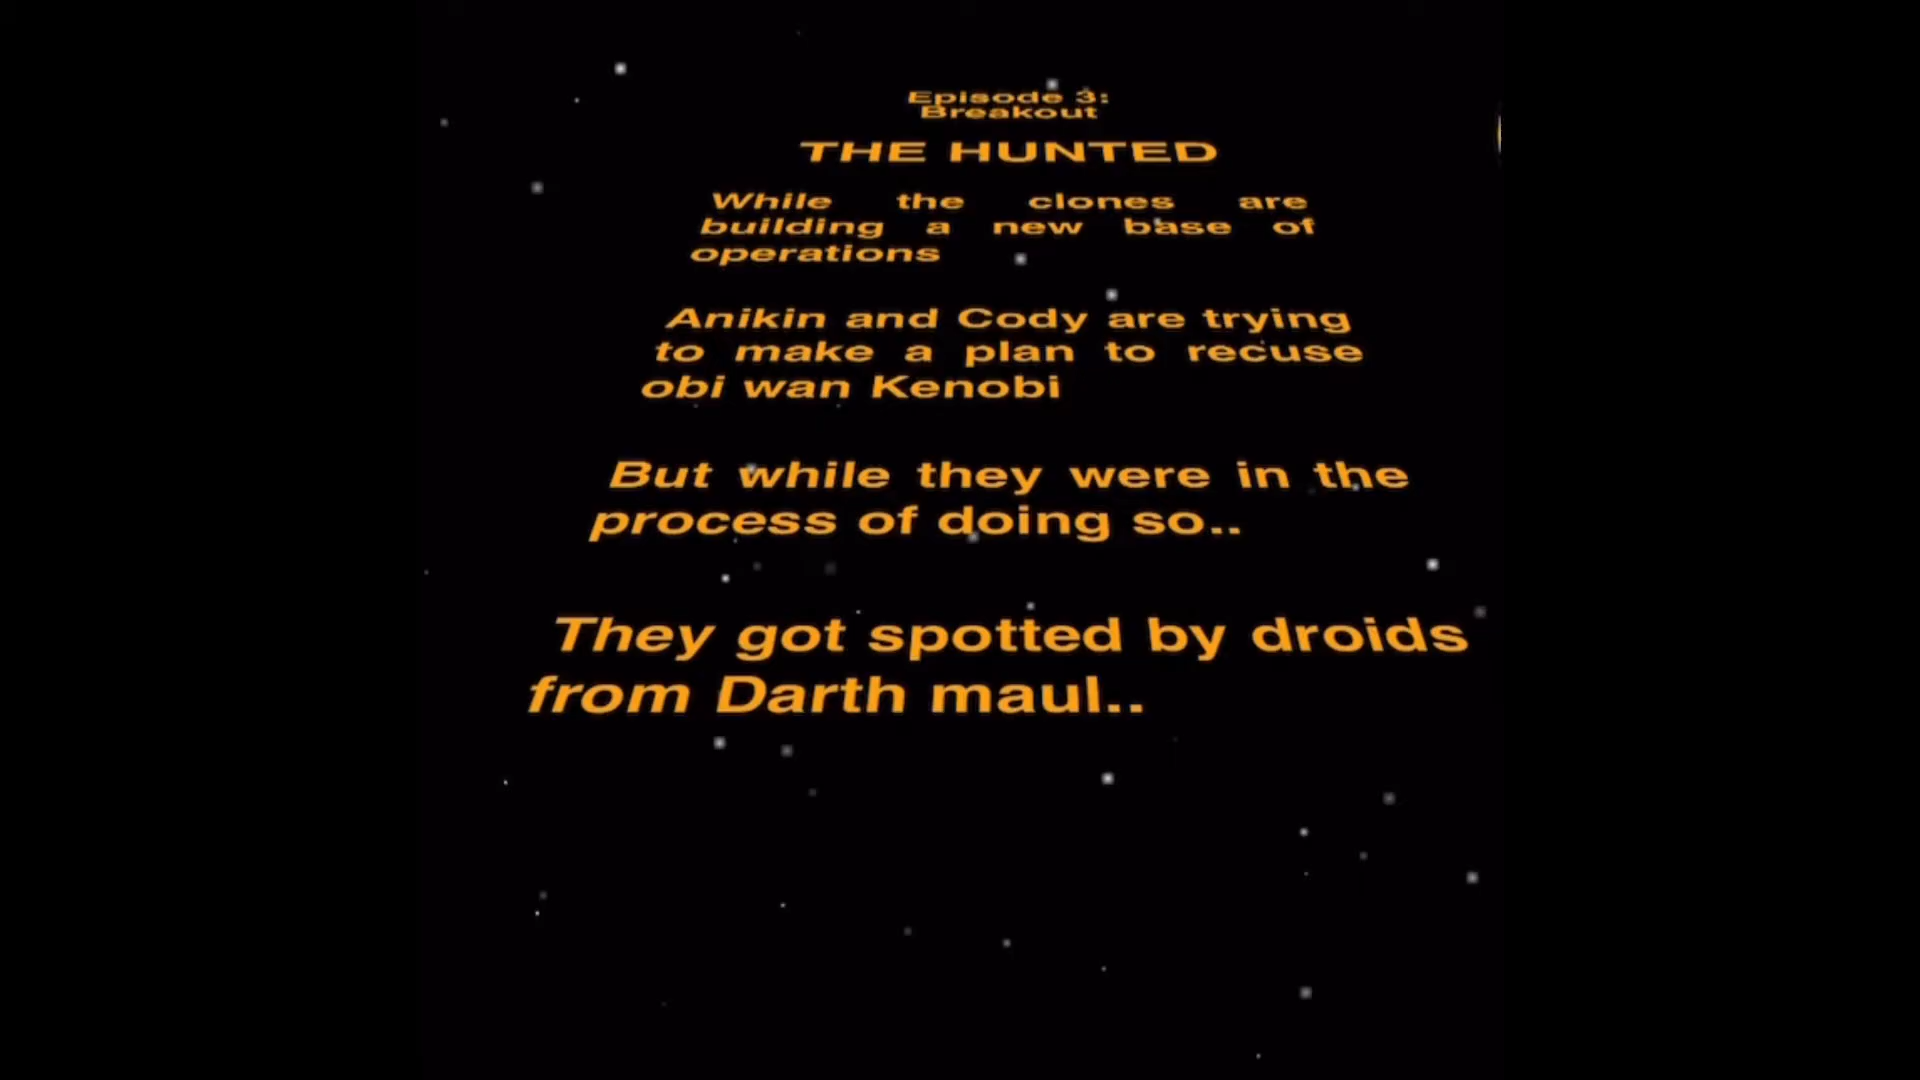 Episode 3:
Breakout
THE HUNTED
While the clones are
building a new base of
operations
Anikin and Cody are trying
to make a plan to recuse
obi wan Kenobi
But while they were in the
process of doing so..
They got spotted by droids
from Darth maul..